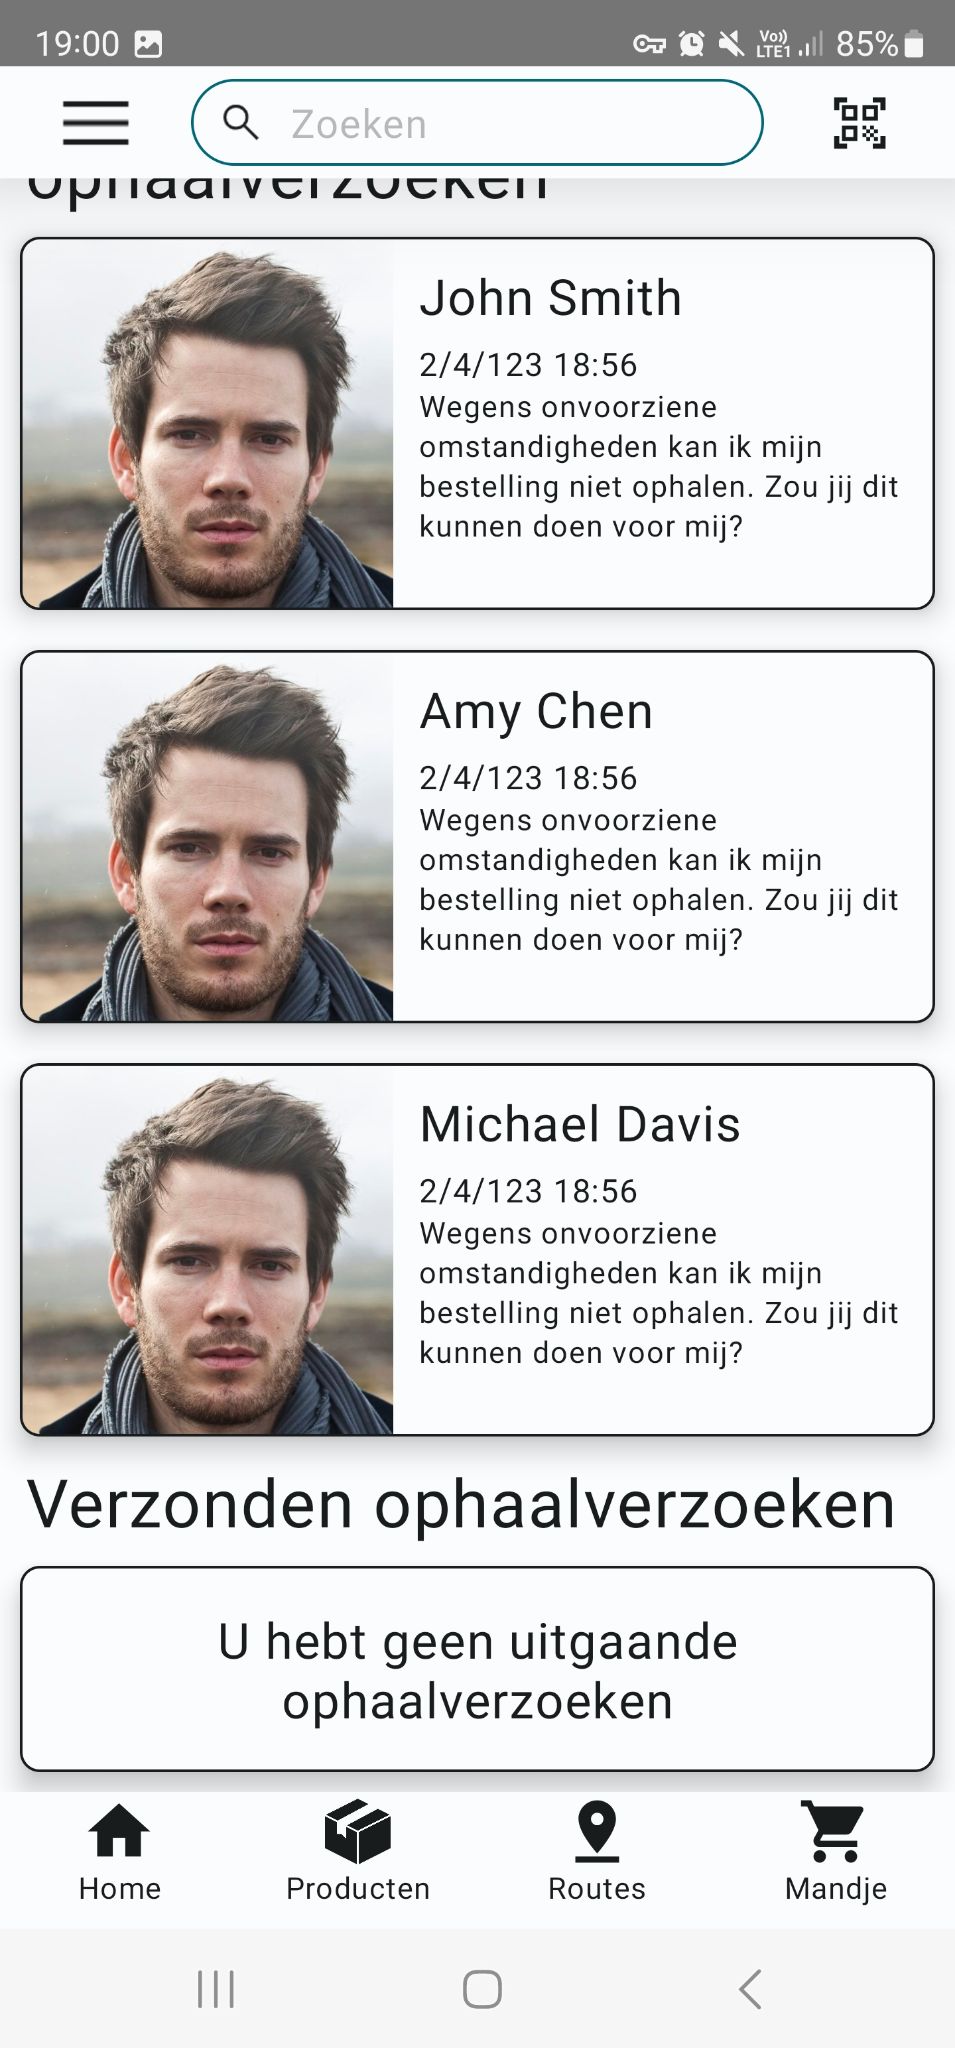 19:00
Vo))
LTE1
85%
Zoeken
ophaalverzoeken
John Smith
2/4/123 18:56
Wegens onvoorziene
omstandigheden kan ik mijn
bestelling niet ophalen. Zou jij dit
kunnen doen voor mij?
Amy Chen
2/4/123 18:56
Wegens onvoorziene
omstandigheden kan ik mijn
bestelling niet ophalen. Zou jij dit
kunnen doen voor mij?
Michael Davis
2/4/123 18:56
Wegens onvoorziene
omstandigheden kan ik mijn
bestelling niet ophalen. Zou jij dit
kunnen doen voor mij?
Verzonden ophaalverzoeken
U hebt geen uitgaande
ophaalverzoeken
Home
Producten
Routes
Mandje